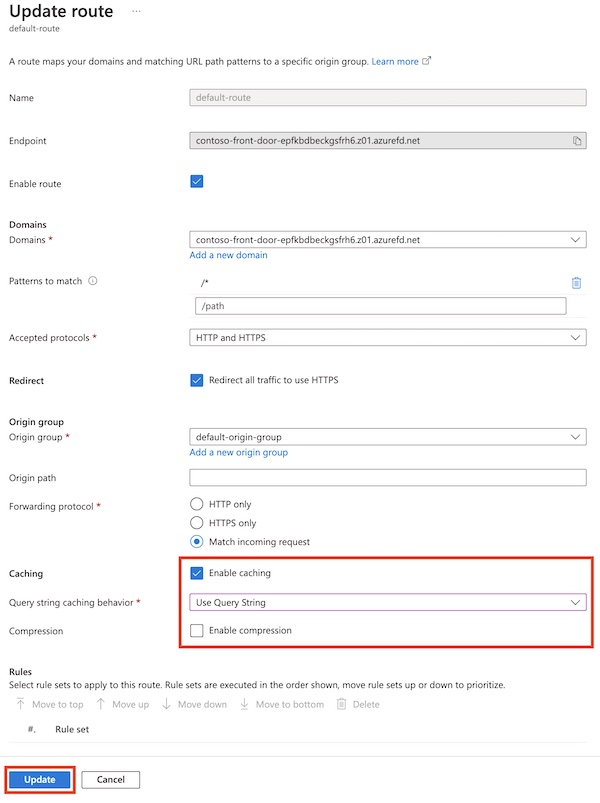 Update route ...
default-route
A route maps your domains and matching URL path patterns to a specific origin group. Learn more
Name default-route
Endpoint contoso-front-door-epfkbdbeckgsfrh6.z01.azurefd.net
Enable route
Domains
Domains * contoso-front-door-epfkbdbeckgsfrh6.z01.azurefd.net
Add a new domain
Patterns to match /*
/path
Accepted protocols * HTTP and HTTPS
Redirect Redirect all traffic to use HTTPS
Origin group
Origin group * default-origin-group
Add a new origin group
Origin path
Forwarding protocol * HTTP only
HTTPS only
Match incoming request
Caching Enable caching
Query string caching behavior * Use Query String
Compression Enable compression
Rules
Select rule sets to apply to this route. Rule sets are executed in the order shown, move rule sets up or down to prioritize.
Move to top Move up Move down Move to bottom Delete
#. Rule set
Update Cancel